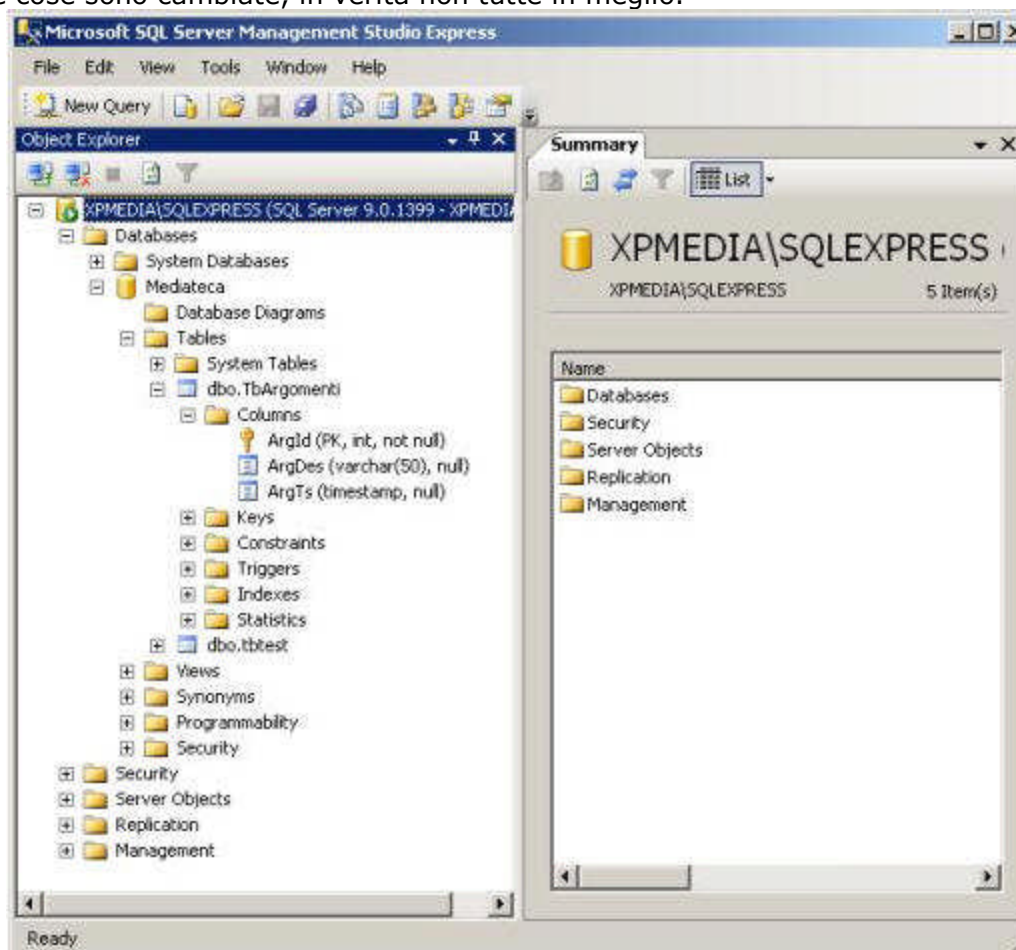 e cose sono cambiate, in verità non tutte in meglio.
Microsoft SQL Server Management Studio Express
File Edit View Tools Window Help
New Query
Object Explorer
XPMEDIA\SQLEXPRESS (SQL Server 9.0.1399 - XPMEDIA
Databases
System Databases
Mediateca
Database Diagrams
Tables
System Tables
dbo.TbArgomenti
Columns
ArgId (PK, int, not null)
ArgDes (varchar(50), null)
ArgTs (timestamp, null)
Keys
Constraints
Triggers
Indexes
Statistics
dbo.tbtest
Views
Synonyms
Programmability
Security
Security
Server Objects
Replication
Management
Summary
List
XPMEDIA\SQLEXPRESS (
XPMEDIA\SQLEXPRESS 5 Item(s)
Name
Databases
Security
Server Objects
Replication
Management
Ready